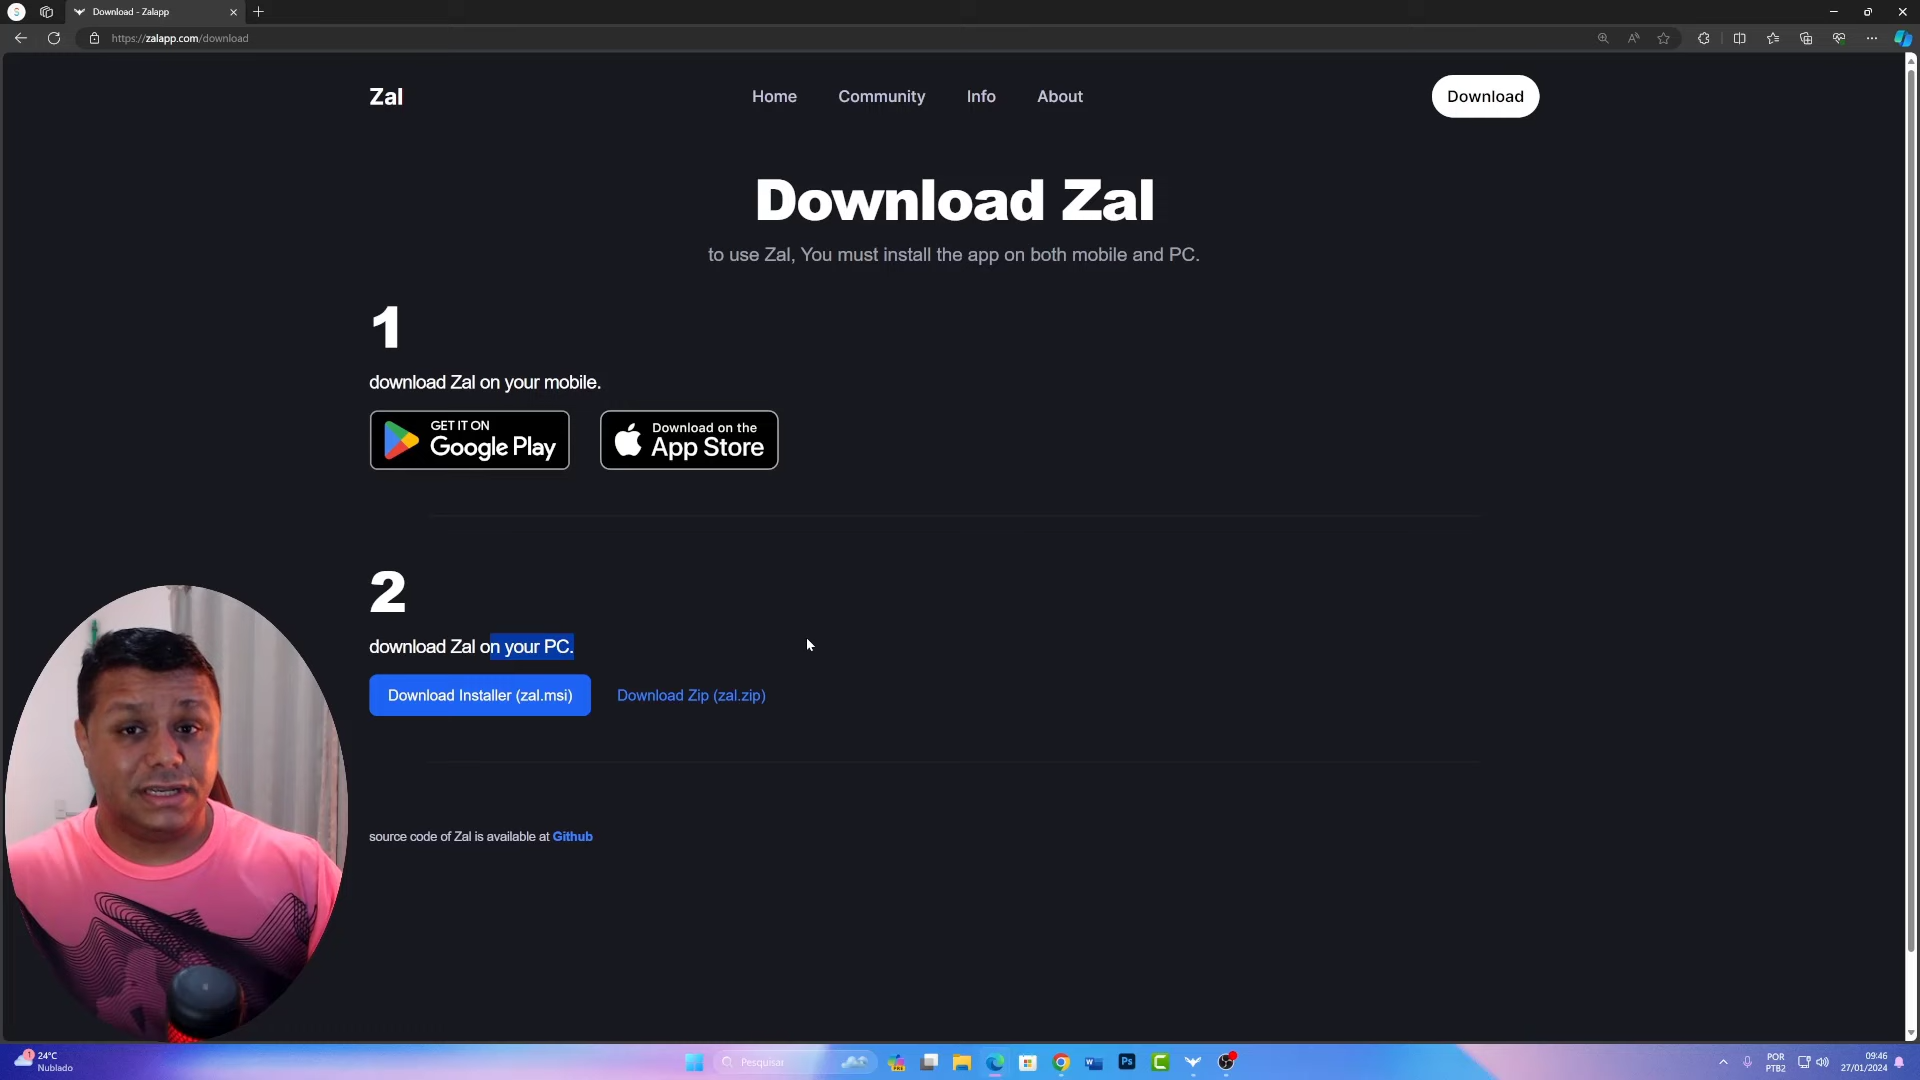 Download - Zalapp
https://zalapp.com/download
Zal
Home
Community
Info
About
Download
Download Zal
to use Zal, You must install the app on both mobile and PC.
1
download Zal on your mobile.
GET IT ON
Google Play
Download on the
App Store
2
download Zal on your PC.
Download Installer (zal.msi)
Download Zip (zal.zip)
source code of Zal is available at Github
1
24°C
Nublado
Pesquisar
PRE
W
Ps
POR
PTB2
09:46
27/01/2024